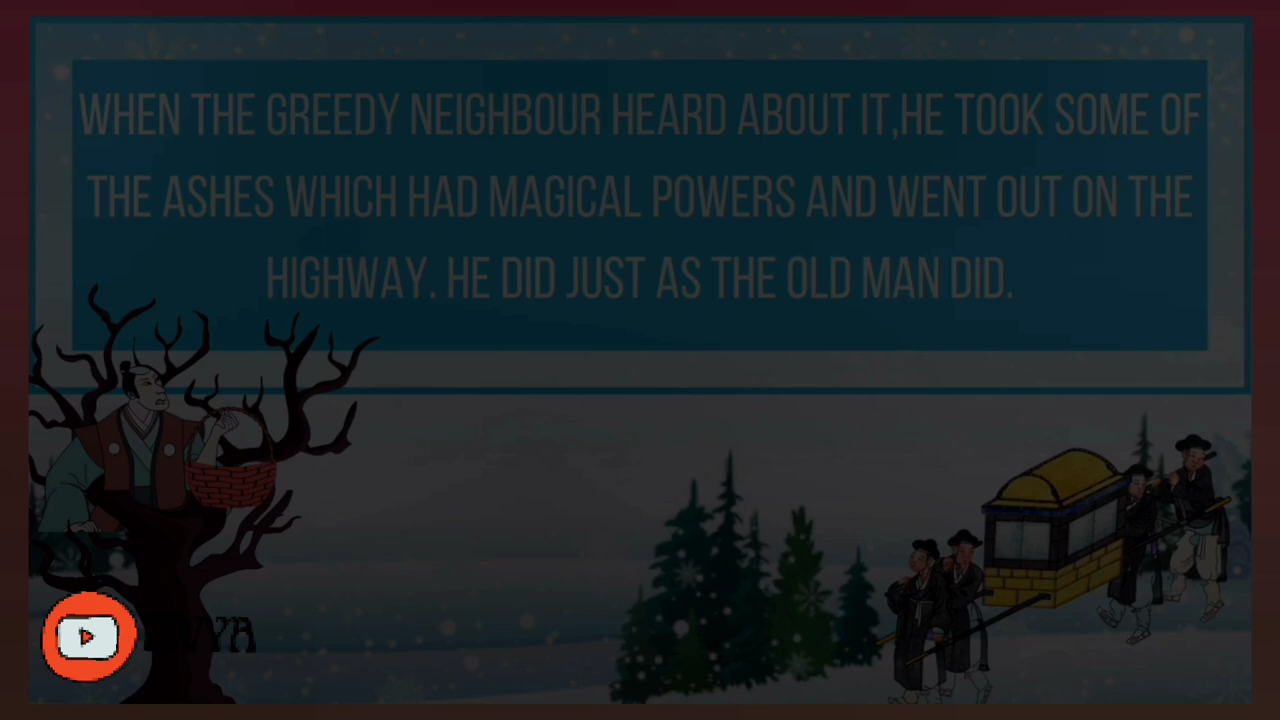 WHEN THE GREEDY NEIGHBOUR HEARD ABOUT IT,HE TOOK SOME OF
THE ASHES WHICH HAD MAGICAL POWERS AND WENT OUT ON THE
HIGHWAY. HE DID JUST AS THE OLD MAN DID.